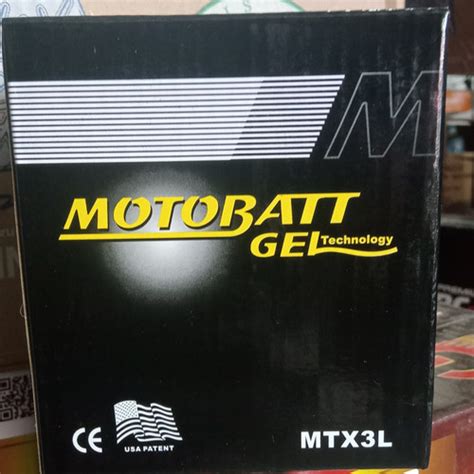 M
MOTOBATT
GEL Technology
CE
USA PATENT
MTX3L